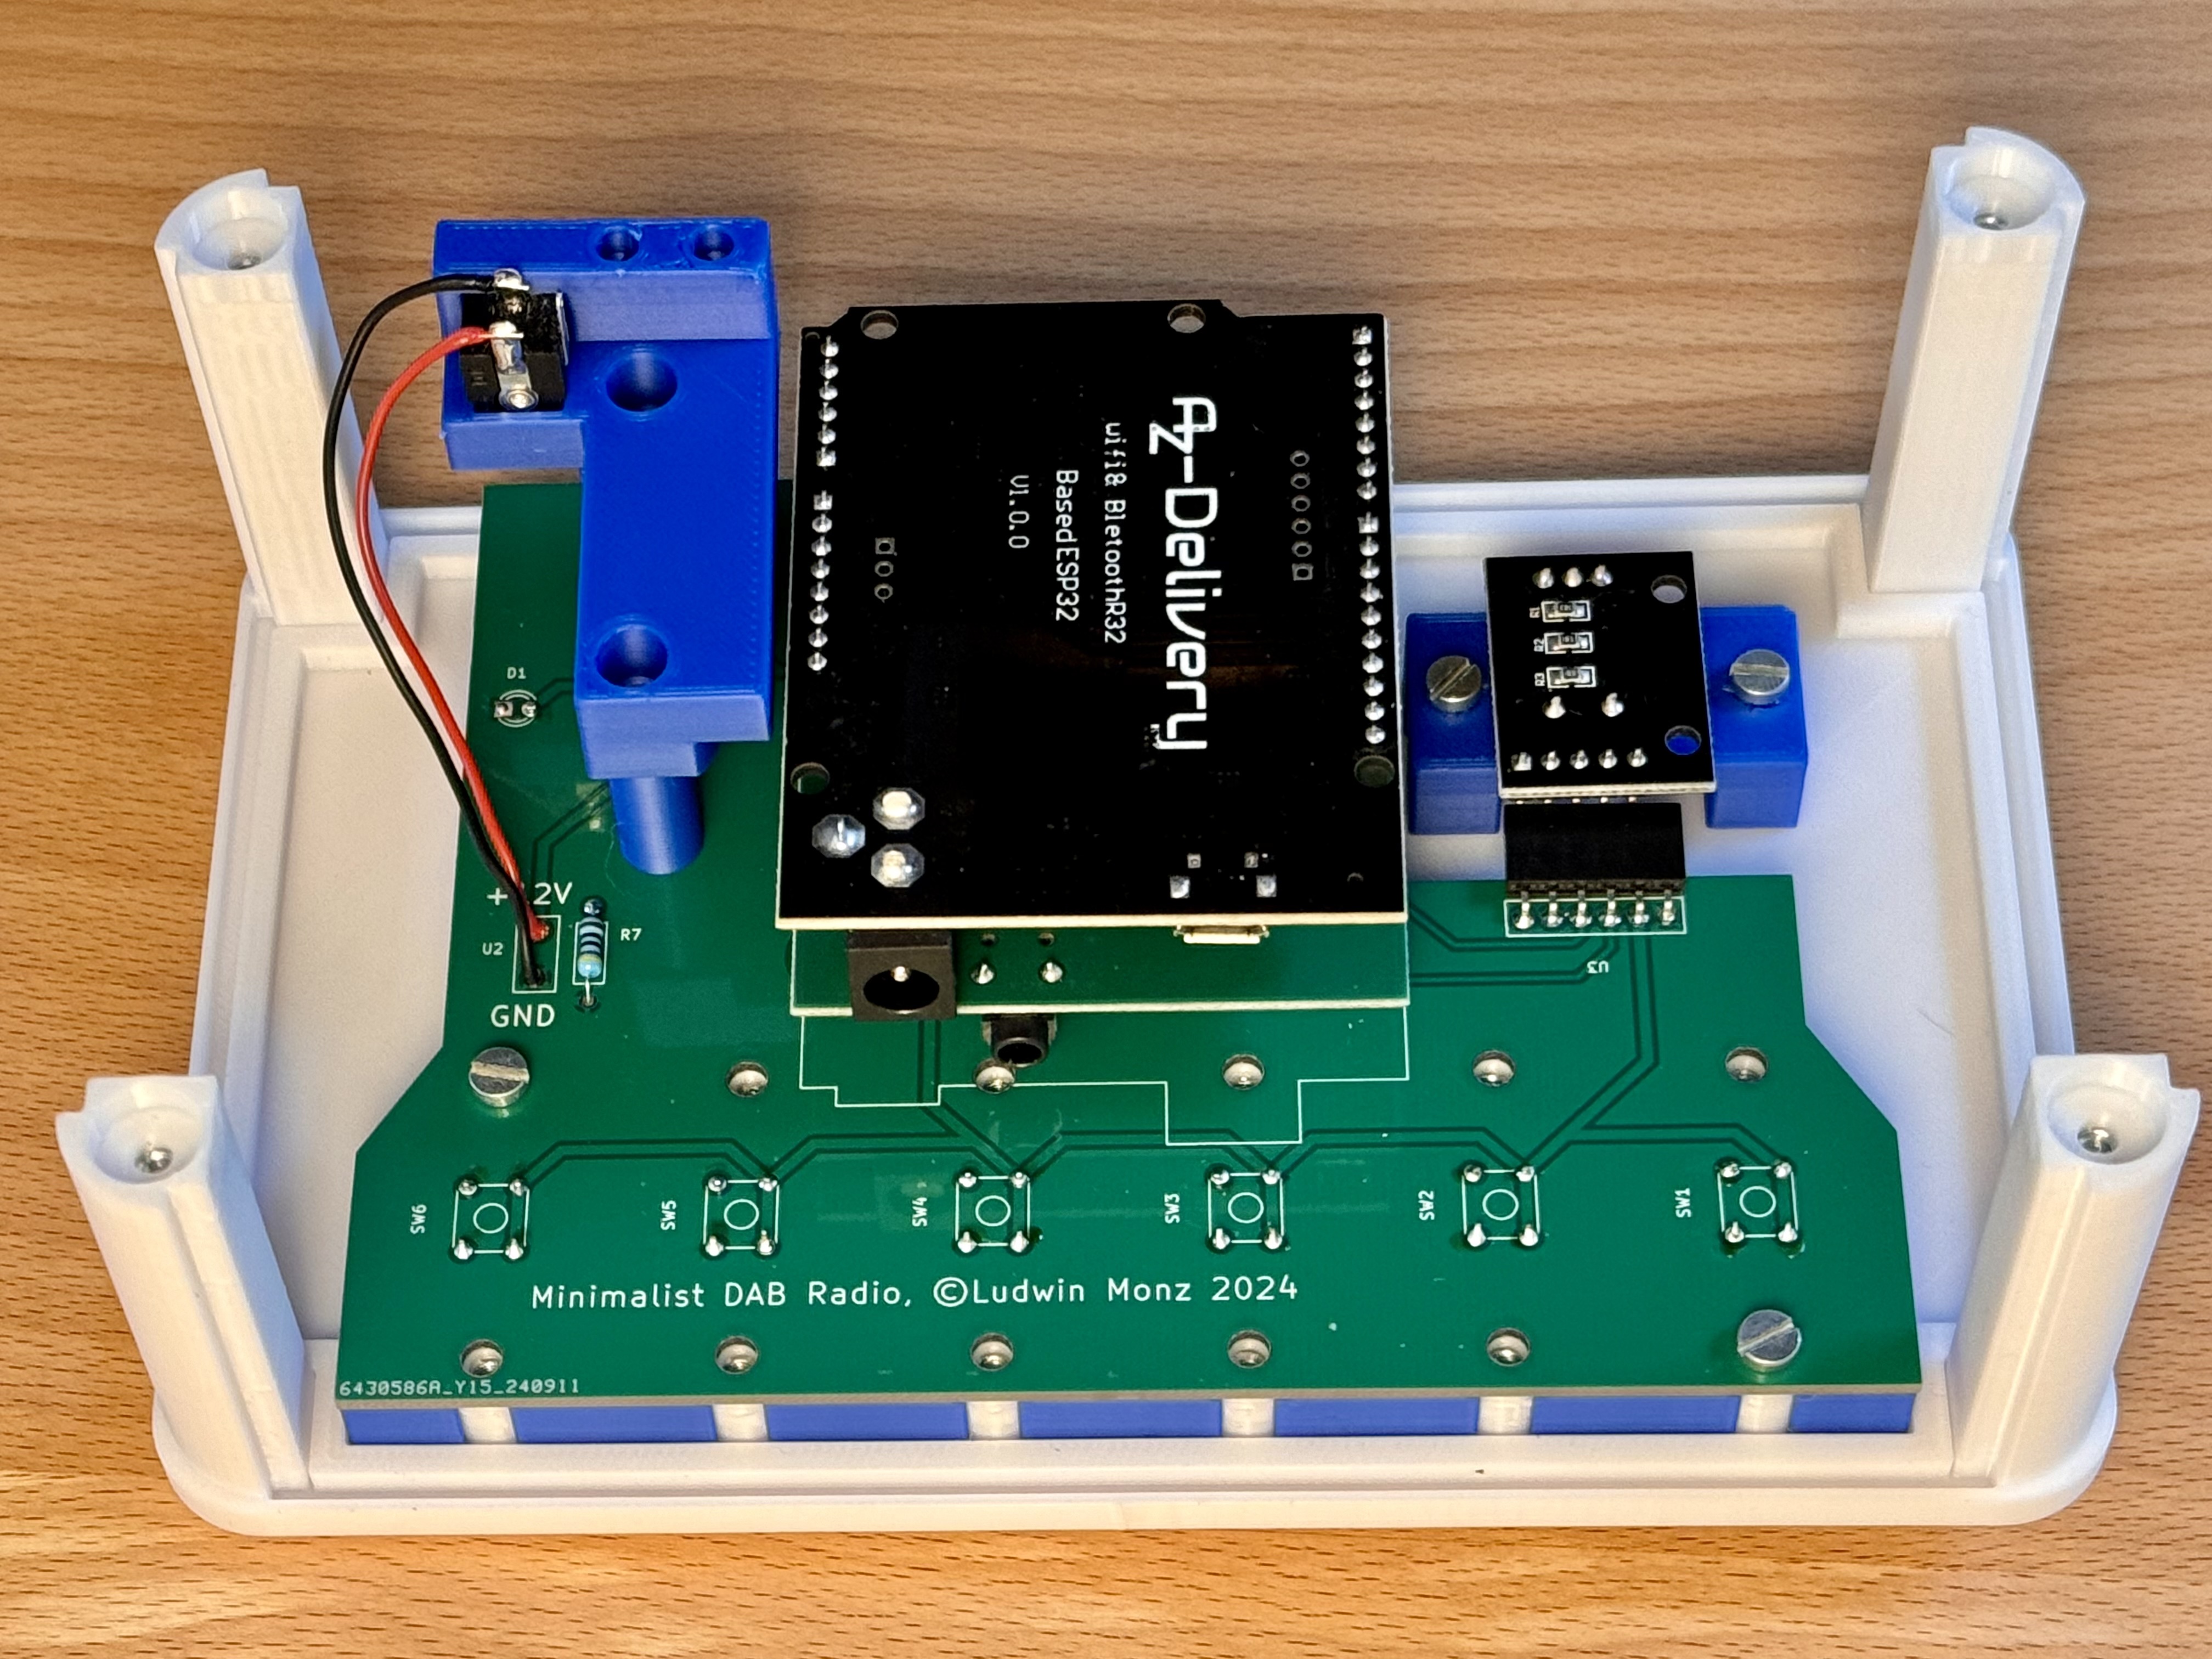 AZ-Delivery
wifi& BletoothR32
BasedESP32
V1.0.0
R1
R2
R3
D1
+12V
U2
R7
GND
U3
SW6
SW5
SW4
SW3
SW2
SW1
Minimalist DAB Radio, ©Ludwin Monz 2024
6430586A_Y15_240911